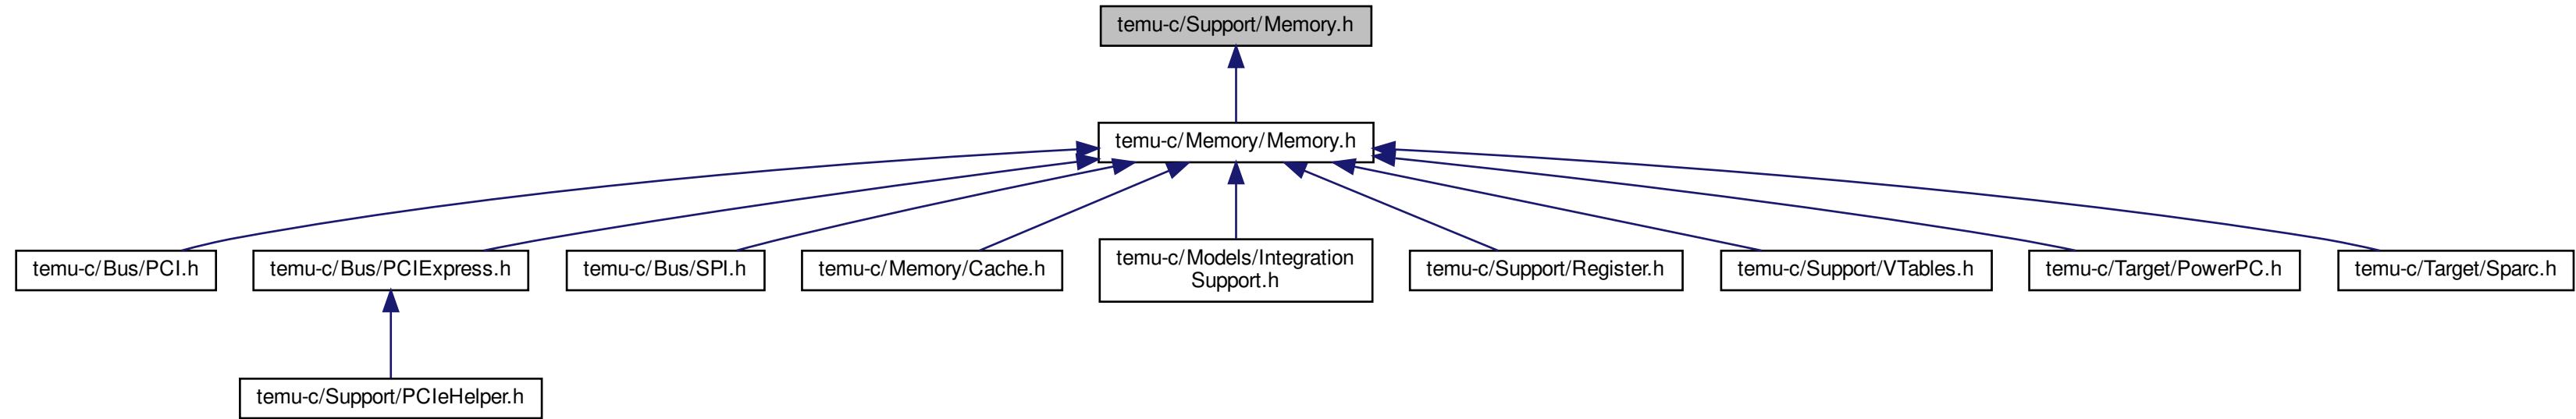 temu-c/Support/Memory.h
temu-c/Memory/Memory.h
temu-c/Bus/PCI.h
temu-c/Bus/PCIExpress.h
temu-c/Bus/SPI.h
temu-c/Memory/Cache.h
temu-c/Models/Integration
Support.h
temu-c/Support/Register.h
temu-c/Support/VTables.h
temu-c/Target/PowerPC.h
temu-c/Target/Sparc.h
temu-c/Support/PCIeHelper.h